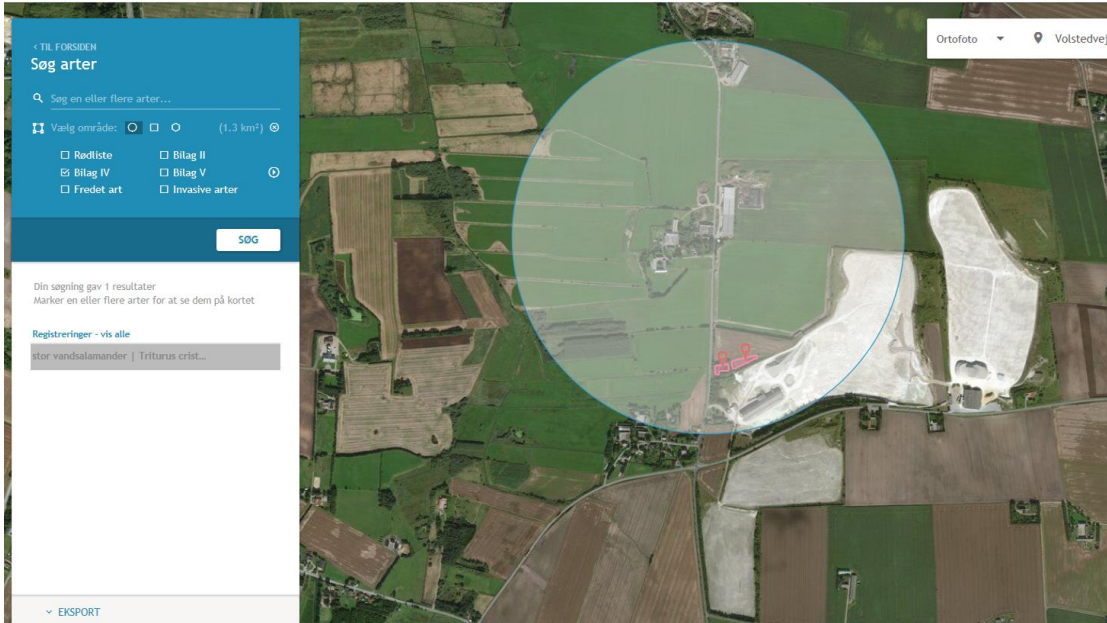 ‹ TIL FORSIDEN
Søg arter
Søg en eller flere arter...
Vælg område: (1.3 km²)
Rødliste Bilag II
Bilag IV Bilag V
Fredet art Invasive arter
SØG
Din søgning gav 1 resultater
Marker en eller flere arter for at se dem på kortet
Registreringer - vis alle
stor vandsalamander | Triturus crist...
EKSPORT
Ortofoto Volstedvej